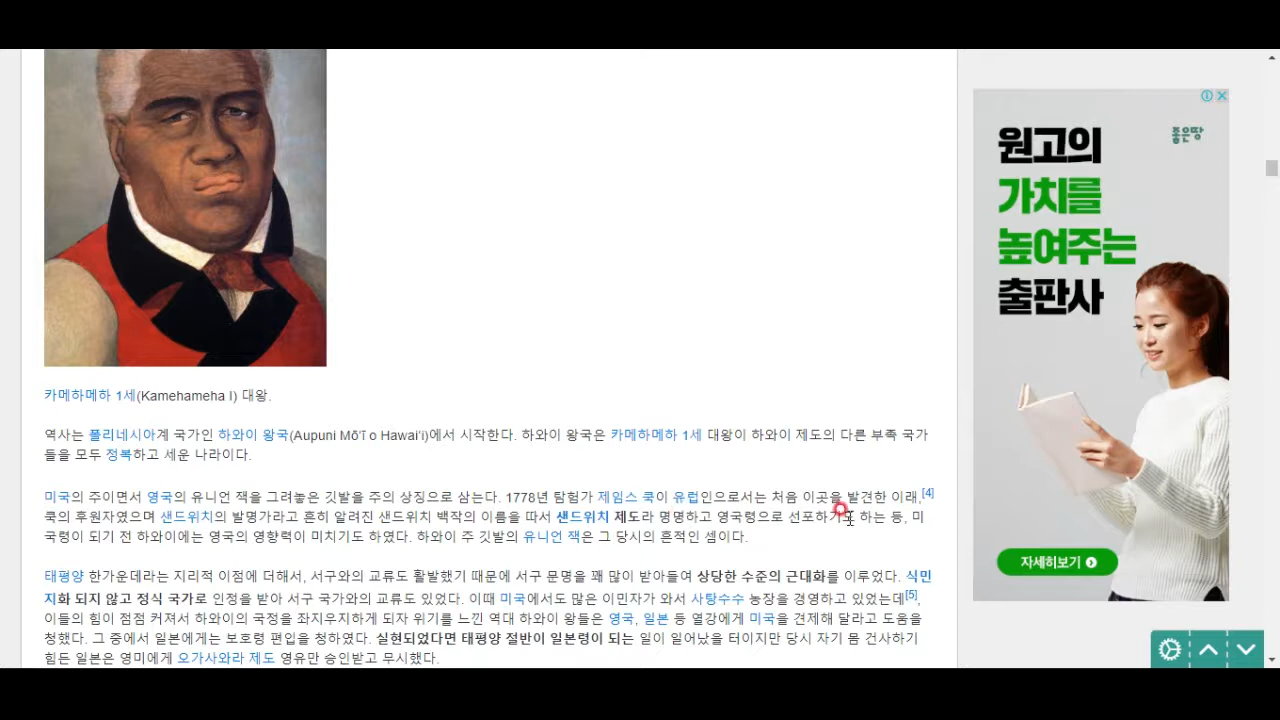 카메하메하 1세(Kamehameha I) 대왕.
역사는 폴리네시아계 국가인 하와이 왕국(Aupuni Mōʻī o Hawaiʻi)에서 시작한다. 하와이 왕국은 카메하메하 1세 대왕이 하와이 제도의 다른 부족 국가
들을 모두 정복하고 세운 나라이다.
미국의 주이면서 영국의 유니언 잭을 그려놓은 깃발을 주의 상징으로 삼는다. 1778년 탐험가 제임스 쿡이 유럽인으로서는 처음 이곳을 발견한 이래,[4]
쿡의 후원자였으며 샌드위치의 발명가라고 흔히 알려진 샌드위치 백작의 이름을 따서 샌드위치 제도라 명명하고 영국령으로 선포하기도 하는 등, 미
국령이 되기 전 하와이에는 영국의 영향력이 미치기도 하였다. 하와이 주 깃발의 유니언 잭은 그 당시의 흔적인 셈이다.
태평양 한가운데라는 지리적 이점에 더해서, 서구와의 교류도 활발했기 때문에 서구 문명을 꽤 많이 받아들여 상당한 수준의 근대화를 이루었다. 식민
지화 되지 않고 정식 국가로 인정을 받아 서구 국가와의 교류도 있었다. 이때 미국에서도 많은 이민자가 와서 사탕수수 농장을 경영하고 있었는데[5],
이들의 힘이 점점 커져서 하와이의 국정을 좌지우지하게 되자 위기를 느낀 역대 하와이 왕들은 영국, 일본 등 열강에게 미국을 견제해 달라고 도움을
청했다. 그 중에서 일본에게는 보호령 편입을 청하였다. 실현되었다면 태평양 절반이 일본령이 되는 일이 일어났을 터이지만 당시 자기 몸 건사하기
힘든 일본은 영미에게 오가사와라 제도 영유만 승인받고 무시했다.
좋은땅
원고의
가치를
높여주는
출판사
자세히보기